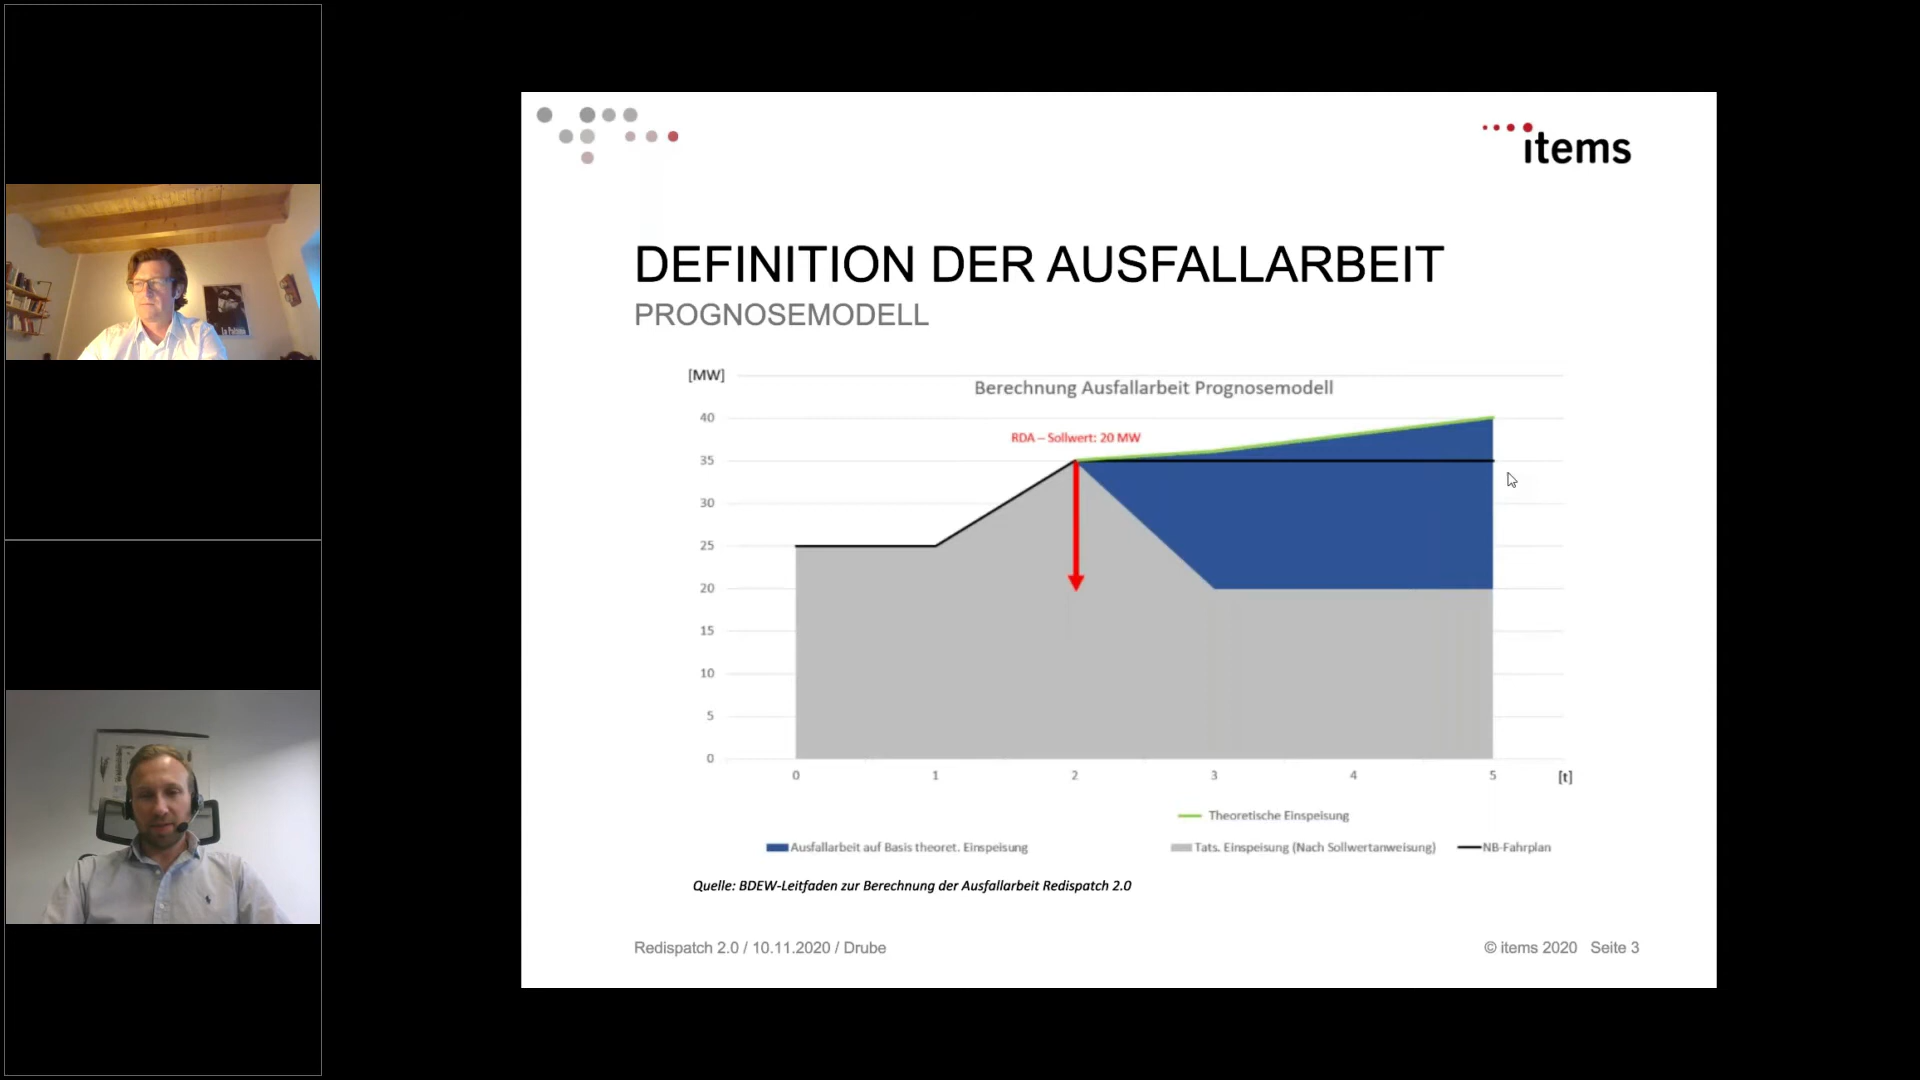 items
DEFINITION DER AUSFALLARBEIT
PROGNOSEMODELL
[MW]
Berechnung Ausfallarbeit Prognosemodell
RDA – Sollwert: 20 MW
40
35
30
25
20
15
10
5
0
0 1 2 3 4 5 [t]
Theoretische Einspeisung
Ausfallarbeit auf Basis theoret. Einspeisung Tats. Einspeisung (Nach Sollwertanweisung) NB-Fahrplan
Quelle: BDEW-Leitfaden zur Berechnung der Ausfallarbeit Redispatch 2.0
Redispatch 2.0 / 10.11.2020 / Drube © items 2020 Seite 3